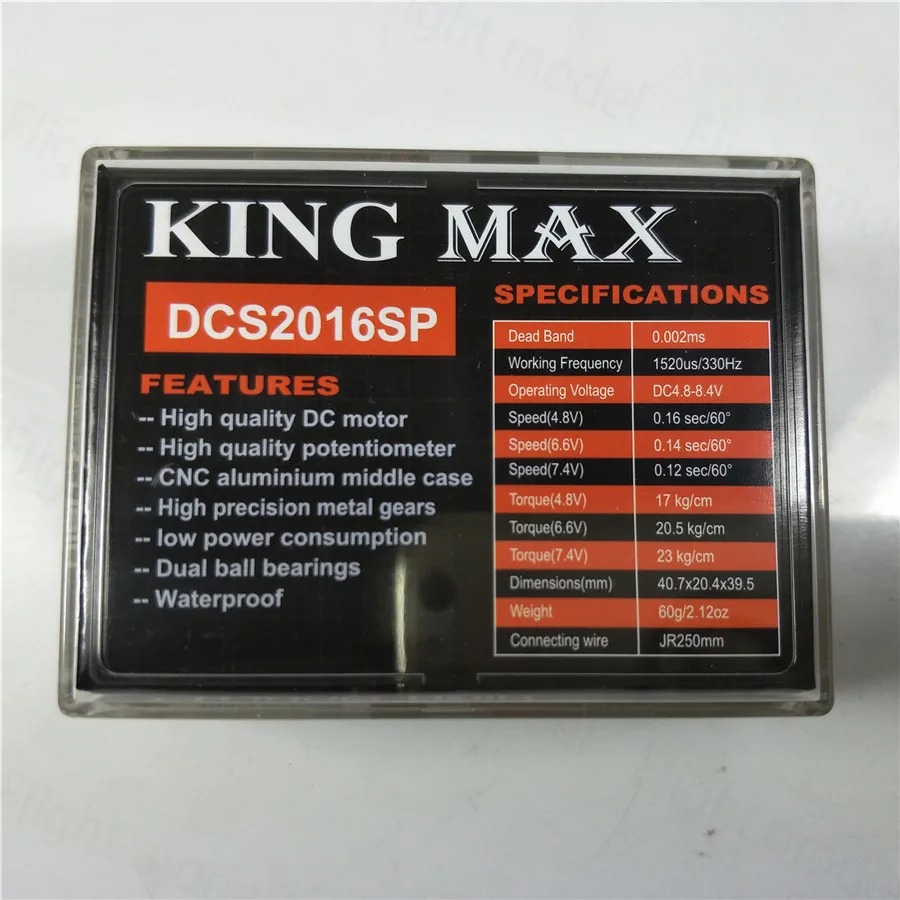 KING MAX
DCS2016SP
FEATURES
-- High quality DC motor
-- High quality potentiometer
-- CNC aluminium middle case
-- High precision metal gears
-- low power consumption
-- Dual ball bearings
-- Waterproof
SPECIFICATIONS
Dead Band 0.002ms
Working Frequency 1520us/330Hz
Operating Voltage DC4.8-8.4V
Speed(4.8V) 0.16 sec/60°
Speed(6.6V) 0.14 sec/60°
Speed(7.4V) 0.12 sec/60°
Torque(4.8V) 17 kg/cm
Torque(6.6V) 20.5 kg/cm
Torque(7.4V) 23 kg/cm
Dimensions(mm) 40.7x20.4x39.5
Weight 60g/2.12oz
Connecting wire JR250mm